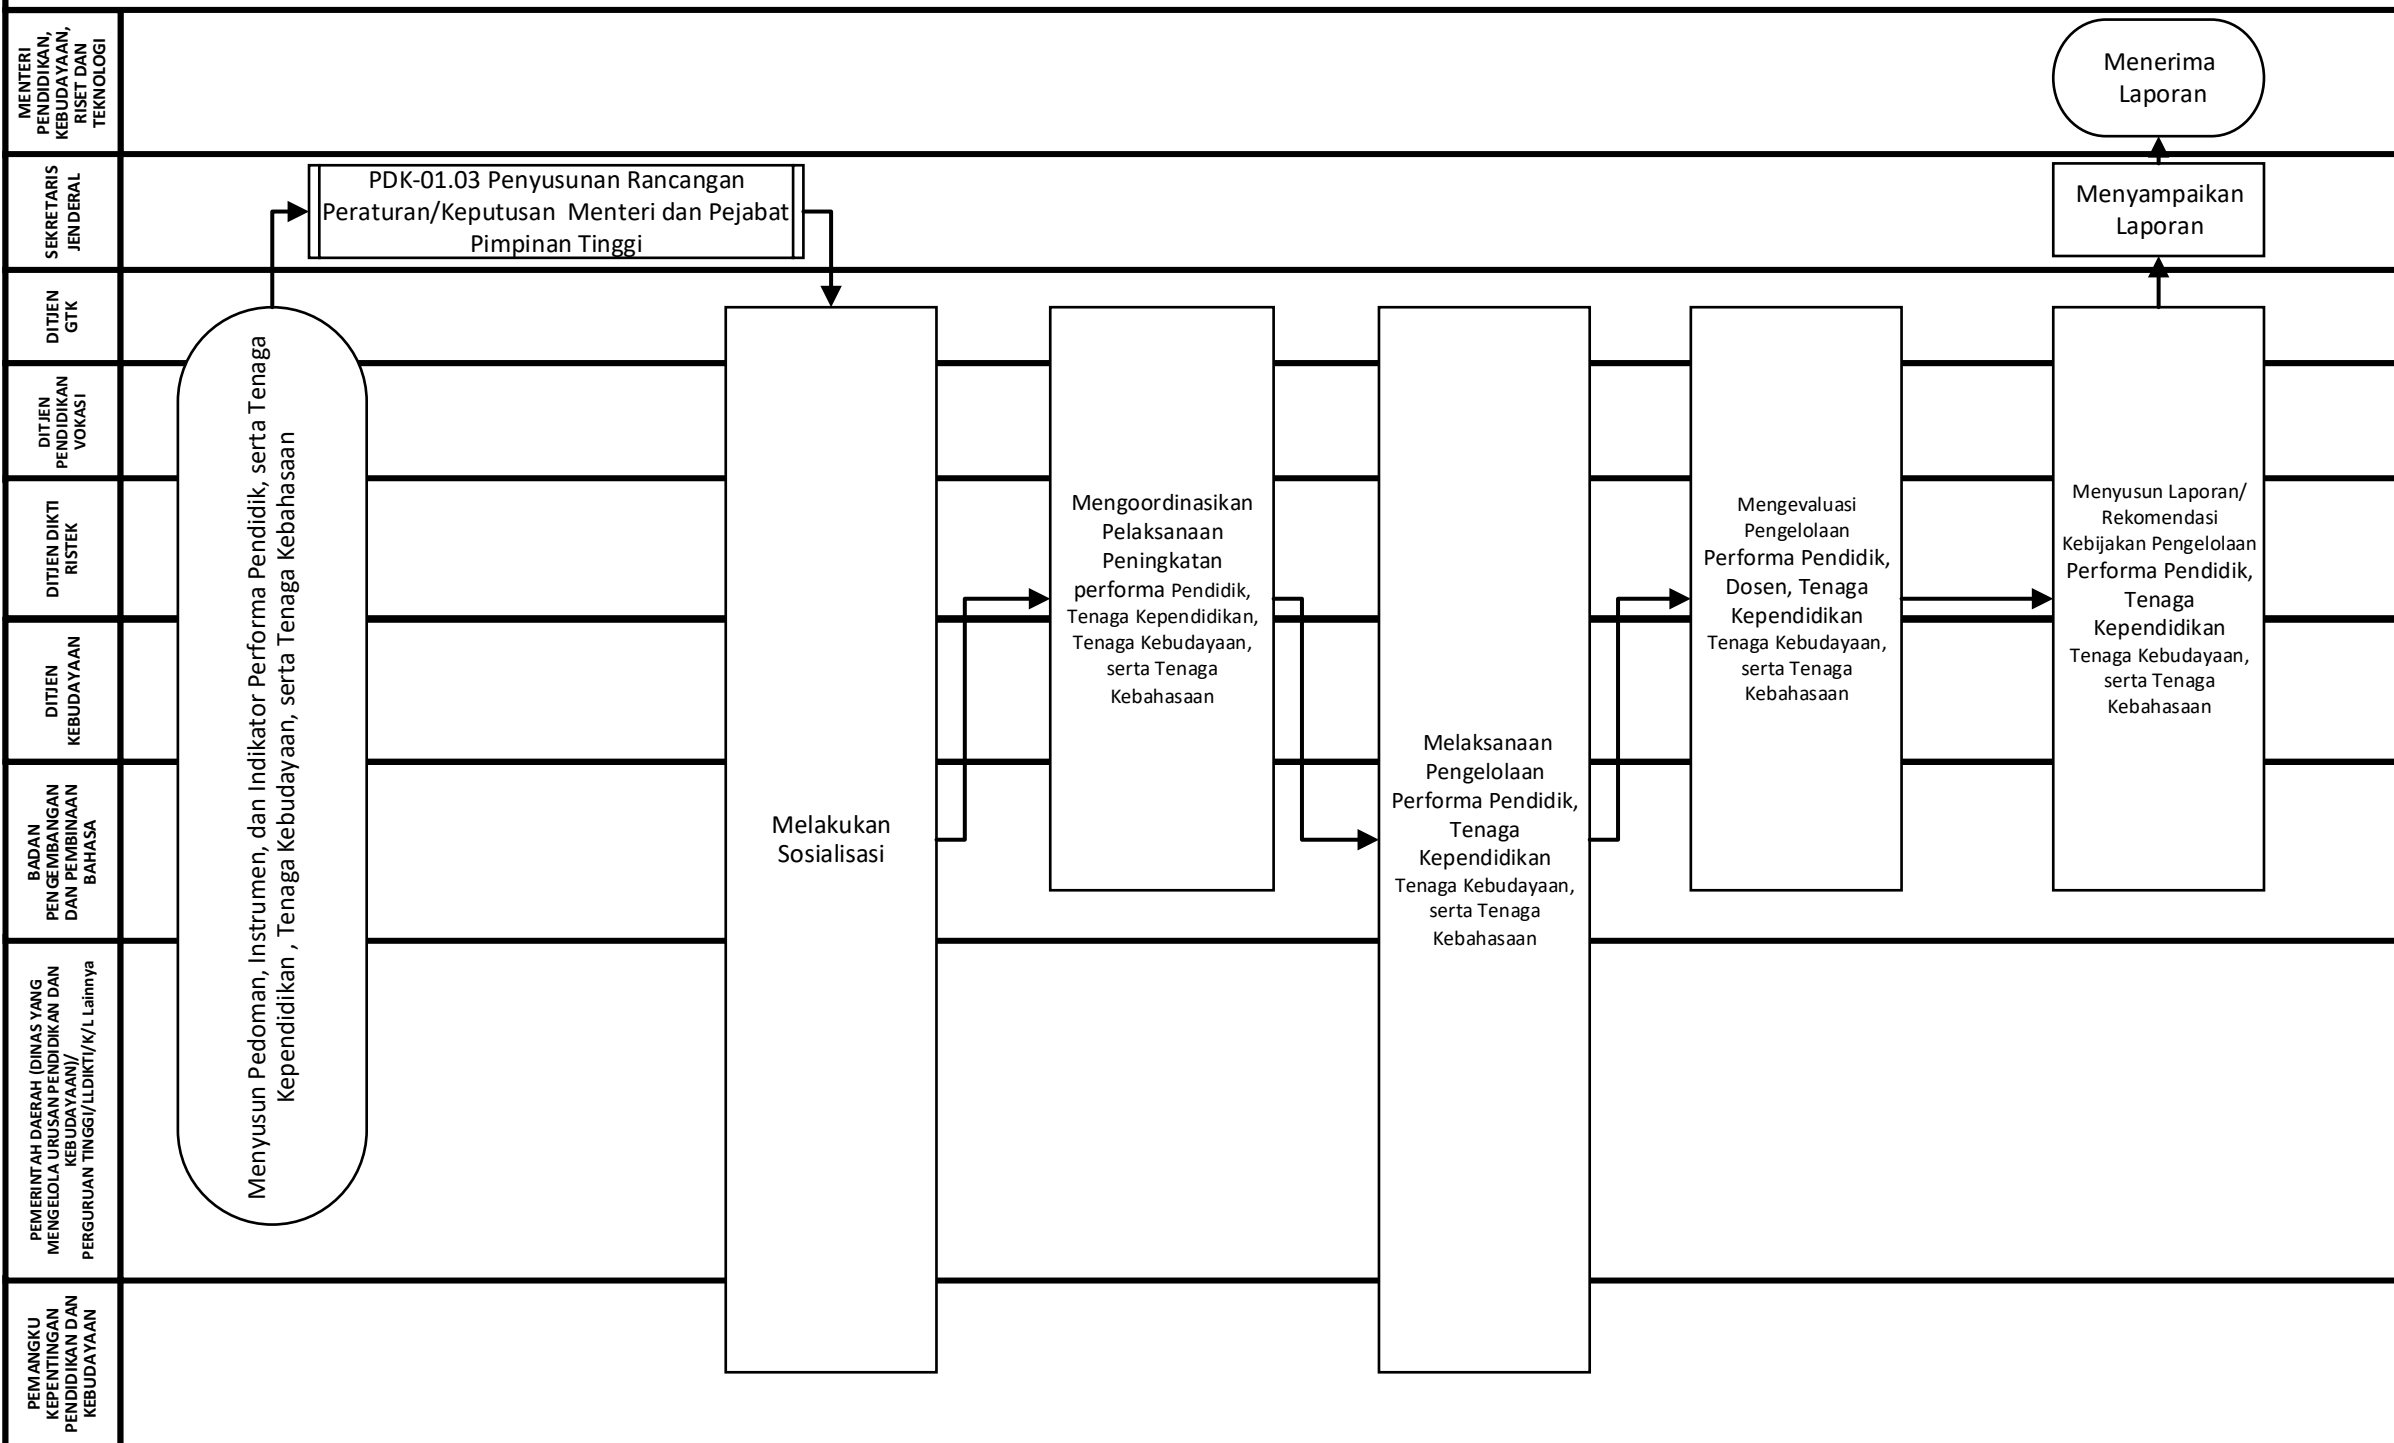 MENTERI
PENDIDIKAN,
KEBUDAYAAN,
RISET DAN
TEKNOLOGI
Menerima
Laporan
SEKRETARIS
JENDERAL
PDK-01.03 Penyusunan Rancangan
Peraturan/Keputusan Menteri dan Pejabat
Pimpinan Tinggi
Menyampaikan
Laporan
DITJEN
GTK
DITJEN
PENDIDIKAN
VOKASI
DITJEN DIKTI
RISTEK
DITJEN
KEBUDAYAAN
BADAN
PENGEMBANGAN
DAN PEMBINAAN
BAHASA
PEMERINTAH DAERAH (DINAS YANG
MENGELOLA URUSAN PENDIDIKAN DAN
KEBUDAYAAN)/
PERGURUAN TINGGI/LLDIKTI/K/L Lainnya
PEMANGKU
KEPENTINGAN
PENDIDIKAN DAN
KEBUDAYAAN
Menyusun Pedoman, Instrumen, dan Indikator Performa Pendidik, serta Tenaga
Kependidikan , Tenaga Kebudayaan, serta Tenaga Kebahasaan
Melakukan
Sosialisasi
Mengoordinasikan
Pelaksanaan
Peningkatan
performa Pendidik,
Tenaga Kependidikan,
Tenaga Kebudayaan,
serta Tenaga
Kebahasaan
Melaksanaan
Pengelolaan
Performa Pendidik,
Tenaga
Kependidikan
Tenaga Kebudayaan,
serta Tenaga
Kebahasaan
Mengevaluasi
Pengelolaan
Performa Pendidik,
Dosen, Tenaga
Kependidikan
Tenaga Kebudayaan,
serta Tenaga
Kebahasaan
Menyusun Laporan/
Rekomendasi
Kebijakan Pengelolaan
Performa Pendidik,
Tenaga
Kependidikan
Tenaga Kebudayaan,
serta Tenaga
Kebahasaan